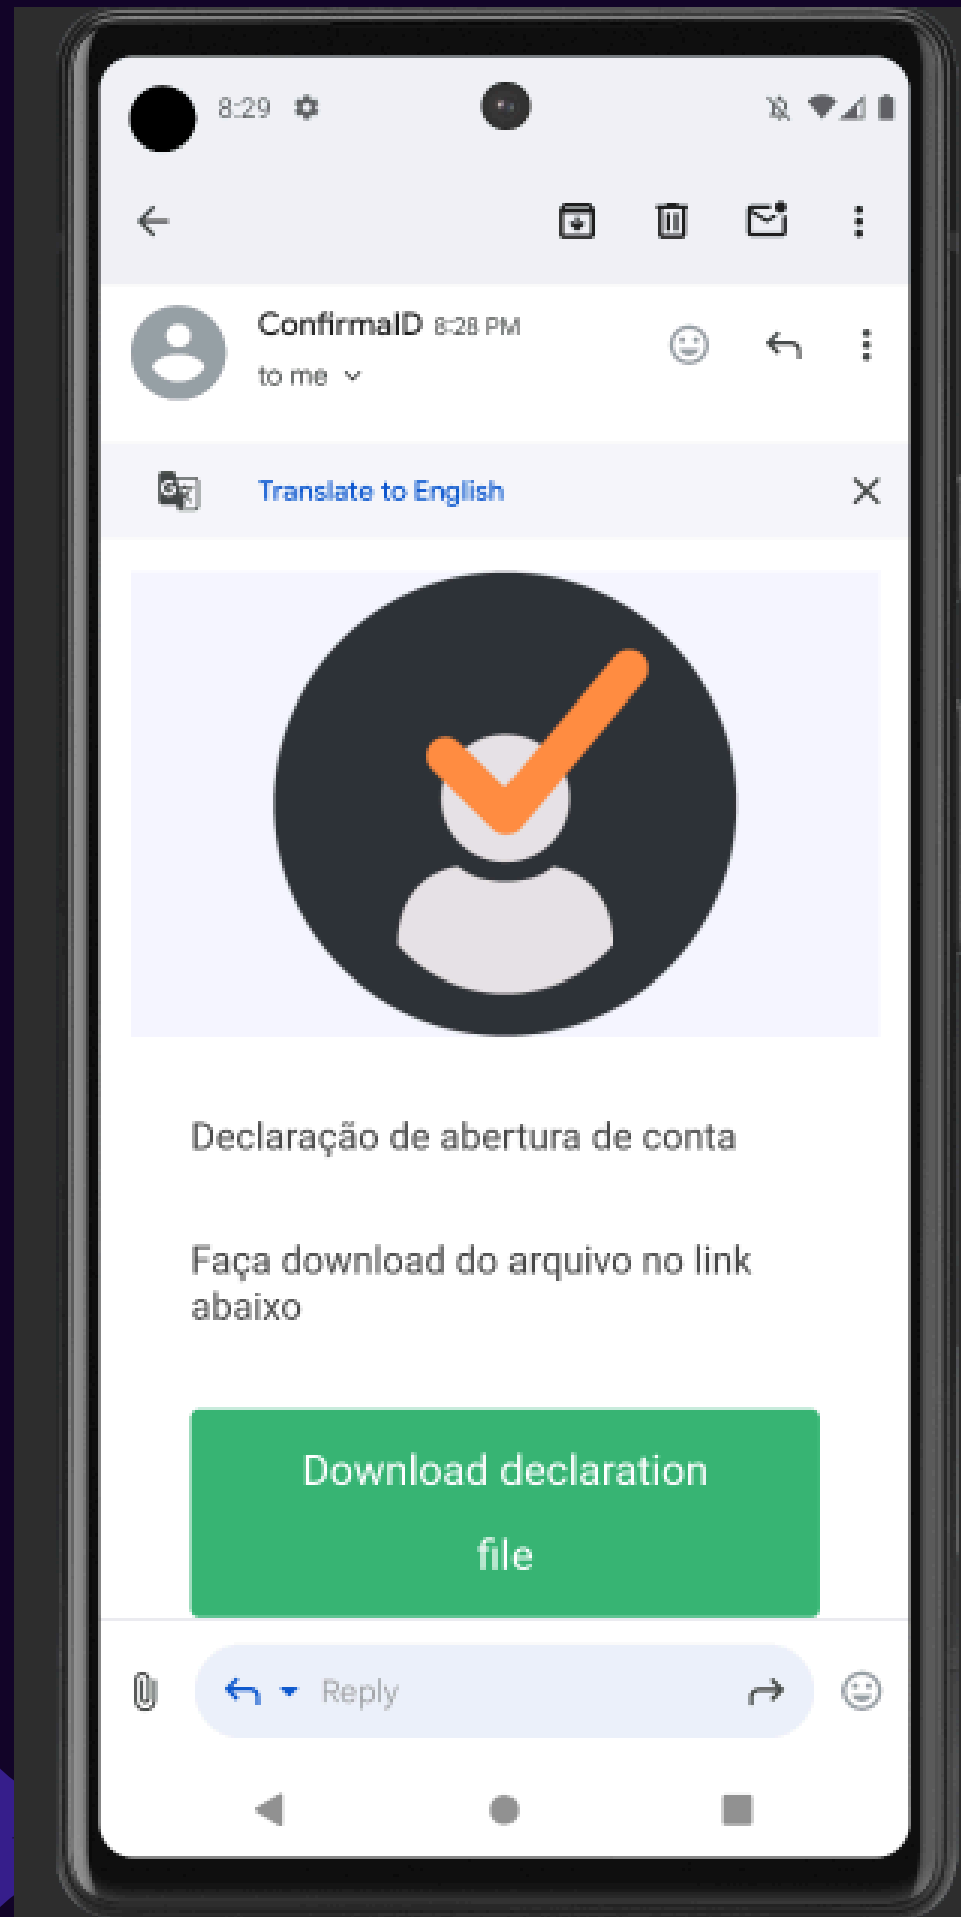 8:29
ConfirmaID 8:28 PM
to me
Translate to English
Declaração de abertura de conta
Faça download do arquivo no link
abaixo
Download declaration
file
Reply